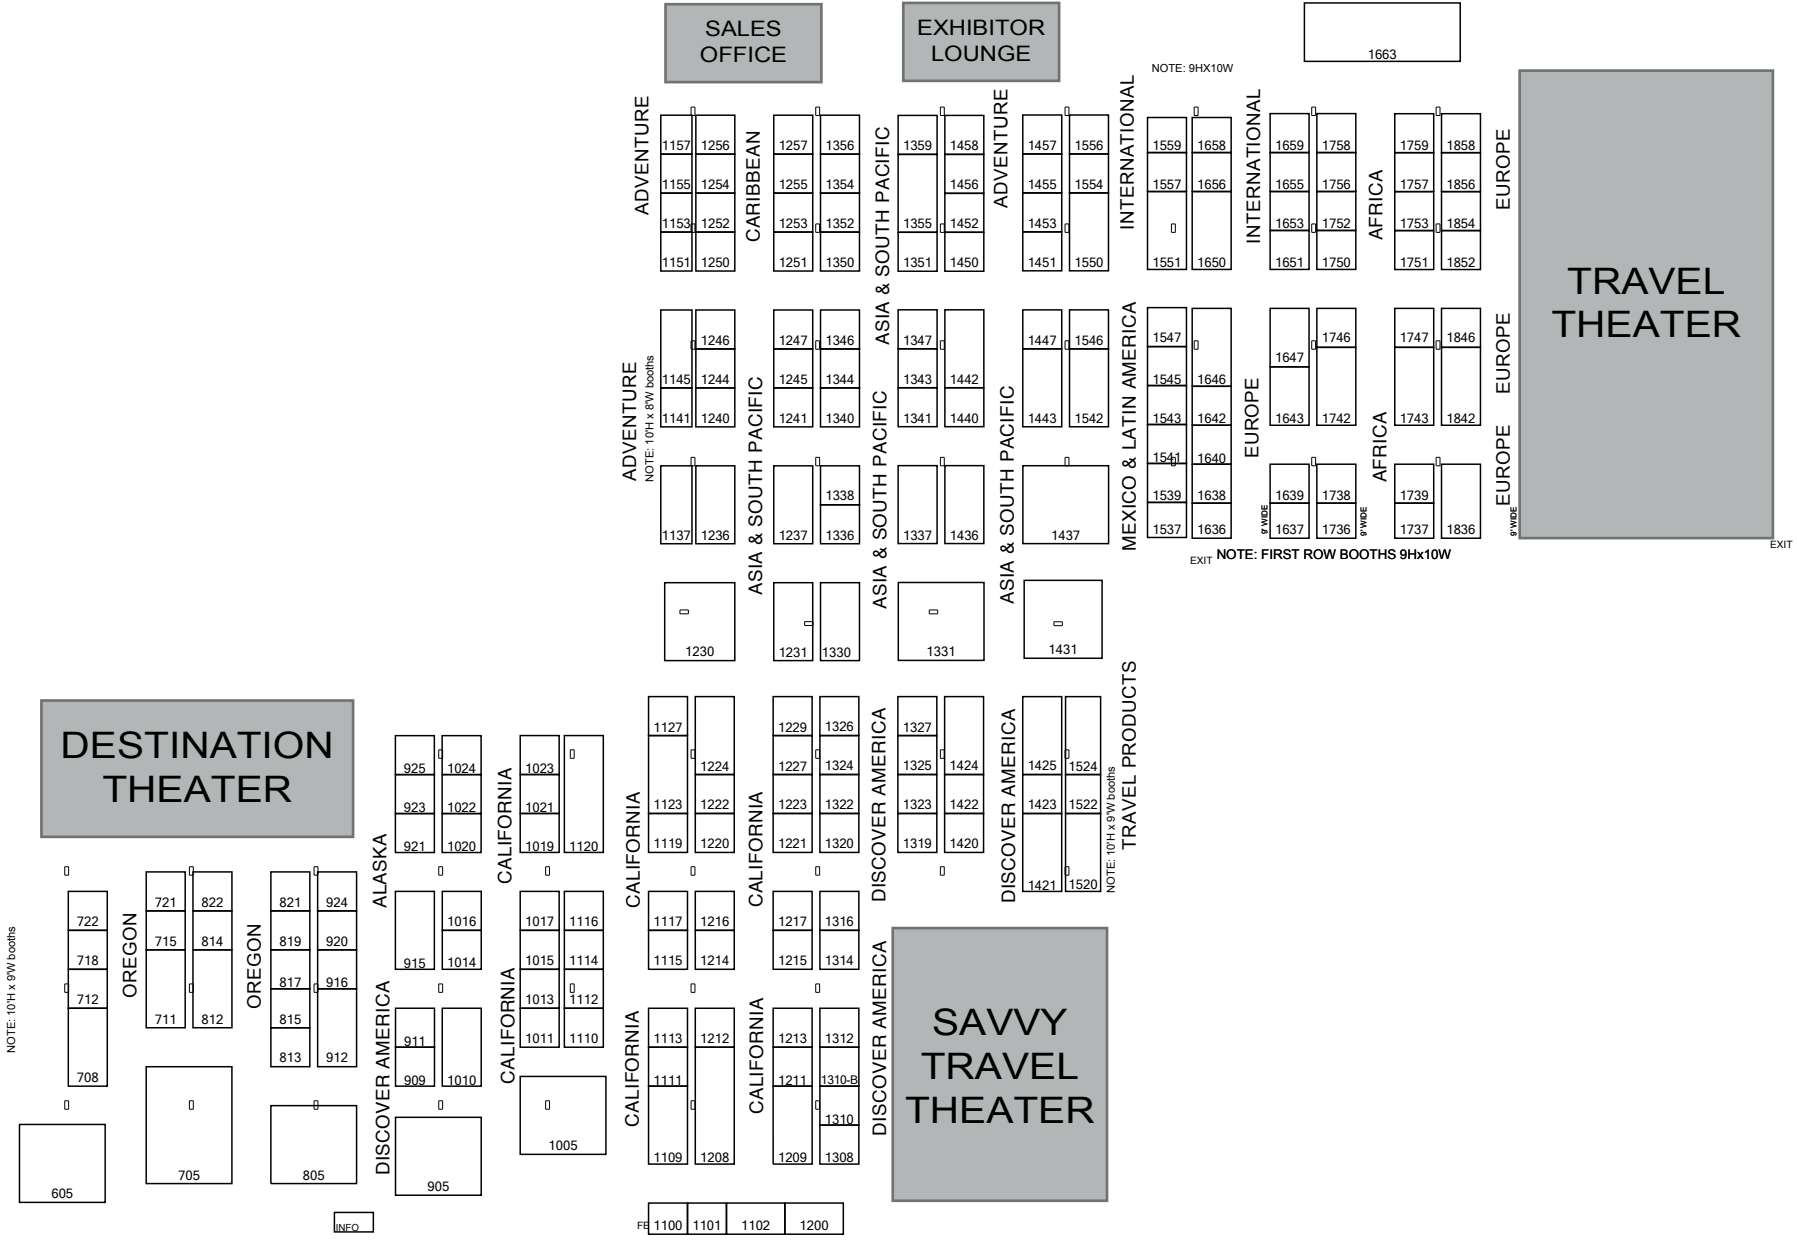 SALES
OFFICE
EXHIBITOR
LOUNGE
1663
NOTE: 9HX10W
TRAVEL
THEATER
ADVENTURE
CARIBBEAN
ASIA & SOUTH PACIFIC
ADVENTURE
INTERNATIONAL
INTERNATIONAL
AFRICA
EUROPE
1157 1256 1257 1356 1359 1458 1457 1556 1559 1658 1659 1758 1759 1858
1155 1254 1255 1354 1456 1455 1554 1557 1656 1655 1756 1757 1856
1153 1252 1253 1352 1355 1452 1453 1653 1752 1753 1854
1151 1250 1251 1350 1351 1450 1451 1550 1551 1650 1651 1750 1751 1852
ADVENTURE
NOTE: 10'H x 8'W booths
ASIA & SOUTH PACIFIC
ASIA & SOUTH PACIFIC
ASIA & SOUTH PACIFIC
MEXICO & LATIN AMERICA
EUROPE
AFRICA
EUROPE
EUROPE
1246 1247 1346 1347 1447 1546 1547 1647 1746 1747 1846
1145 1244 1245 1344 1343 1442 1545 1646
1141 1240 1241 1340 1341 1440 1443 1542 1543 1642 1643 1742 1743 1842
1541 1640
1338 1539 1638 1639 1738 1739
1137 1236 1237 1336 1337 1436 1437 1537 1636 1637 1736 1737 1836
9' WIDE
9' WIDE
9' WIDE
EXIT
NOTE: FIRST ROW BOOTHS 9Hx10W
EXIT
1230 1231 1330 1331 1431
DESTINATION
THEATER
TRAVEL PRODUCTS
NOTE: 10'H x 9'W booths
ALASKA
CALIFORNIA
CALIFORNIA
CALIFORNIA
DISCOVER AMERICA
DISCOVER AMERICA
1127 1229 1326 1327
925 1024 1023 1224 1227 1324 1325 1424 1425 1524
923 1022 1021 1123 1222 1223 1322 1323 1422 1423 1522
921 1020 1019 1120 1119 1220 1221 1320 1319 1420
1421 1520
NOTE: 10'H x 9'W booths
OREGON
OREGON
DISCOVER AMERICA
CALIFORNIA
CALIFORNIA
CALIFORNIA
DISCOVER AMERICA
721 822 821 924
722 715 814 819 920 1016 1017 1116 1117 1216 1217 1316
718 817 916 915 1014 1015 1114 1115 1214 1215 1314
712 711 812 815 1013 1112
813 912 911 1011 1110 1113 1212 1213 1312
708 909 1010 1111 1211 1310-B
1310
1005 1109 1208 1209 1308
605 705 805 905
SAVVY
TRAVEL
THEATER
INFO
FE 1100 1101 1102 1200